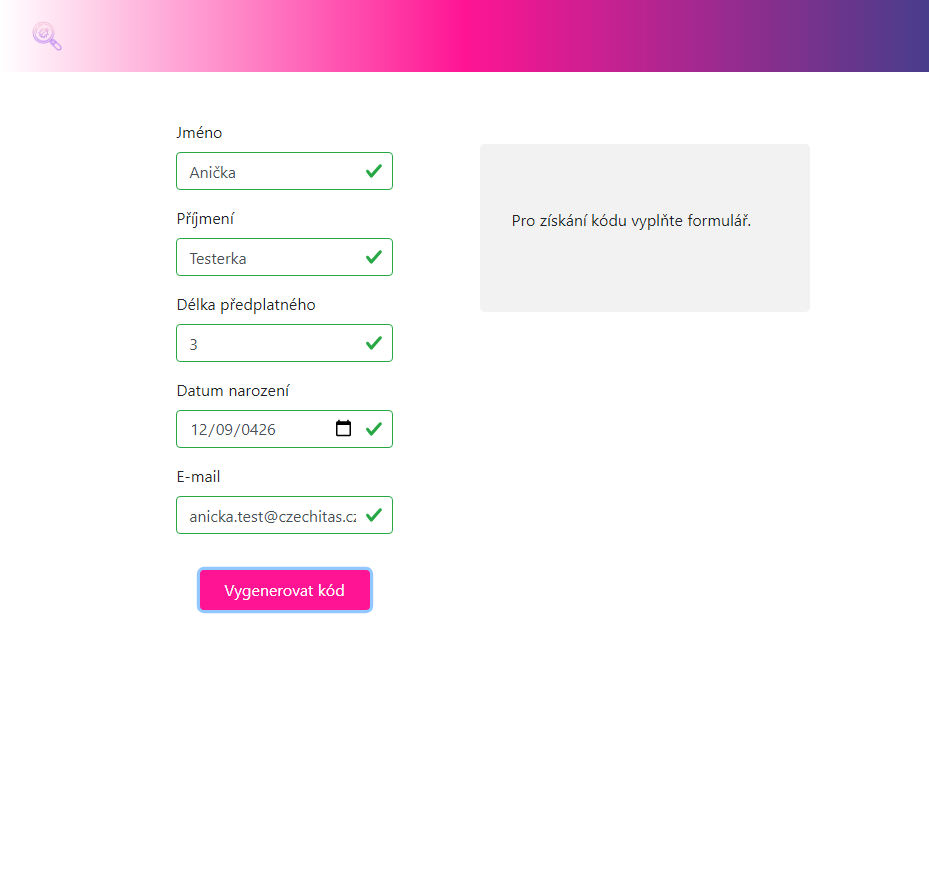 Jméno
Anička
Příjmení
Testerka
Délka předplatného
3
Datum narození
12/09/0426
E-mail
anicka.test@czechitas.cz
Vygenerovat kód
Pro získání kódu vyplňte formulář.